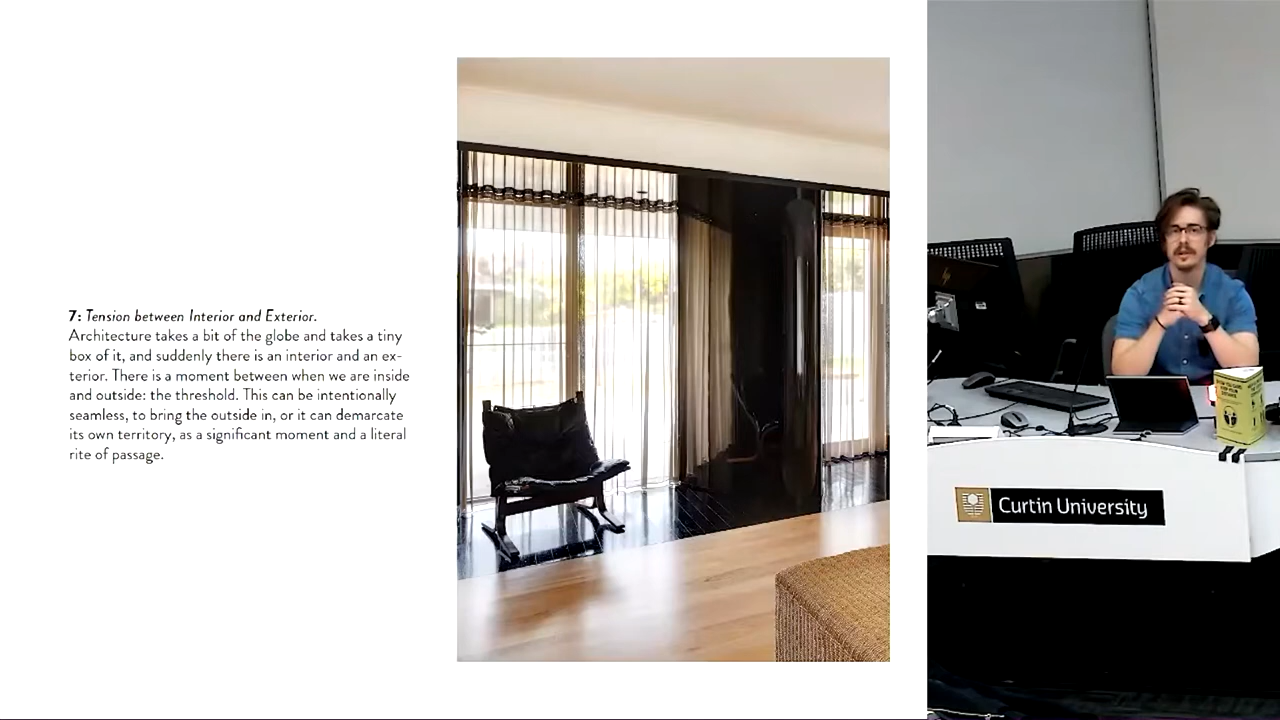 7: Tension between Interior and Exterior.
Architecture takes a bit of the globe and takes a tiny
box of it, and suddenly there is an interior and an ex-
terior. There is a moment between when we are inside
and outside: the threshold. This can be intentionally
seamless, to bring the outside in, or it can demarcate
its own territory, as a significant moment and a literal
rite of passage.
hp
Curtin University